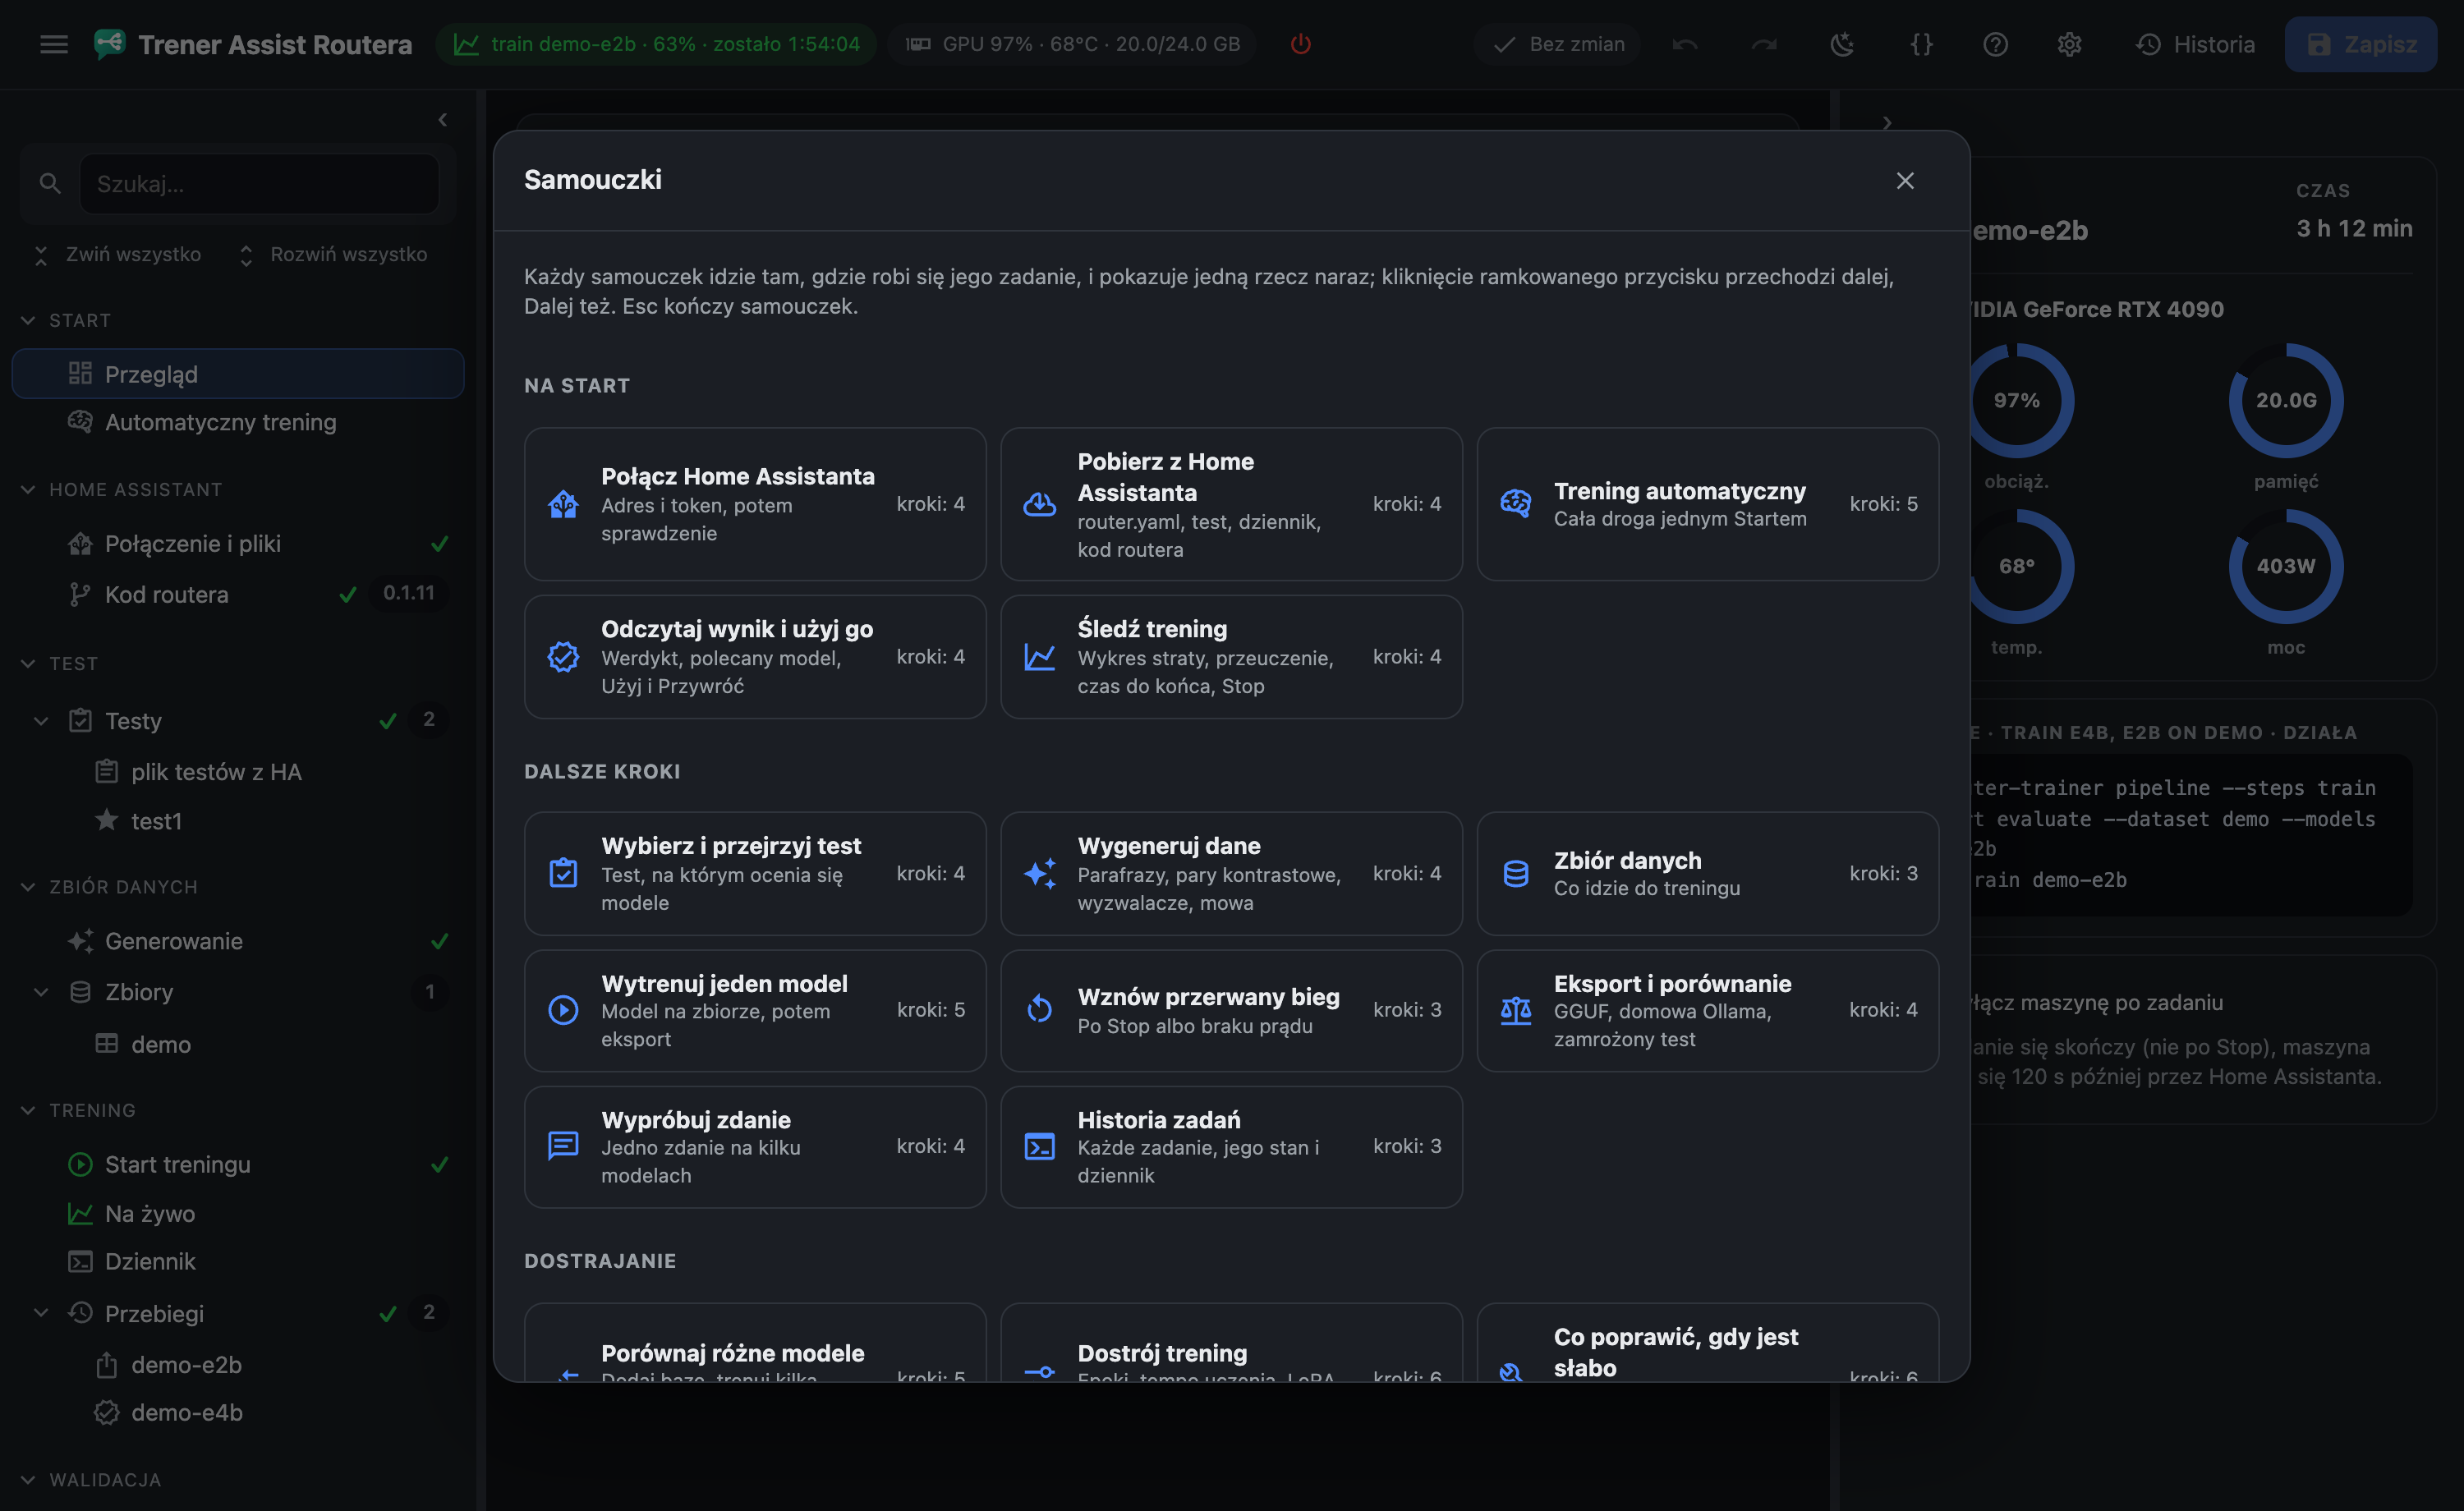 Trener Assist Routera
train demo-e2b · 63% · zostało 1:54:04
GPU 97% · 68°C · 20.0/24.0 GB
Bez zmian
Historia
Zapisz
Szukaj...
Zwiń wszystko
Rozwiń wszystko
START
Przegląd
Automatyczny trening
HOME ASSISTANT
Połączenie i pliki
Kod routera
0.1.11
TEST
Testy
2
plik testów z HA
test1
ZBIÓR DANYCH
Generowanie
Zbiory
1
demo
TRENING
Start treningu
Na żywo
Dziennik
Przebiegi
2
demo-e2b
demo-e4b
WALIDACJA
Samouczki
Każdy samouczek idzie tam, gdzie robi się jego zadanie, i pokazuje jedną rzecz naraz; kliknięcie ramkowanego przycisku przechodzi dalej,
Dalej też. Esc kończy samouczek.
NA START
Połącz Home Assistanta
Adres i token, potem
sprawdzenie
kroki: 4
Pobierz z Home
Assistanta
router.yaml, test, dziennik,
kod routera
kroki: 4
Trening automatyczny
Cała droga jednym Startem
kroki: 5
Odczytaj wynik i użyj go
Werdykt, polecany model,
Użyj i Przywróć
kroki: 4
Śledź trening
Wykres straty, przeuczenie,
czas do końca, Stop
kroki: 4
DALSZE KROKI
Wybierz i przejrzyj test
Test, na którym ocenia się
modele
kroki: 4
Wygeneruj dane
Parafrazy, pary kontrastowe,
wyzwalacze, mowa
kroki: 4
Zbiór danych
Co idzie do treningu
kroki: 3
Wytrenuj jeden model
Model na zbiorze, potem
eksport
kroki: 5
Wznów przerwany bieg
Po Stop albo braku prądu
kroki: 3
Eksport i porównanie
GGUF, domowa Ollama,
zamrożony test
kroki: 4
Wypróbuj zdanie
Jedno zdanie na kilku
modelach
kroki: 4
Historia zadań
Każde zadanie, jego stan i
dziennik
kroki: 3
DOSTRAJANIE
Porównaj różne modele
Dodaj bazę, trenuj kilka
kroki: 5
Dostrój trening
Epoki, tempo uczenia, LoRA
kroki: 6
Co poprawić, gdy jest
słabo
kroki: 6
CZAS
emo-e2b
3 h 12 min
IDIA GeForce RTX 4090
97%
obciąż.
20.0G
pamięć
68°
temp.
403W
moc
E · TRAIN E4B, E2B ON DEMO · DZIAŁA
ter-trainer pipeline --steps train
t evaluate --dataset demo --models
2b
rain demo-e2b
łącz maszynę po zadaniu
anie się skończy (nie po Stop), maszyna
się 120 s później przez Home Assistanta.